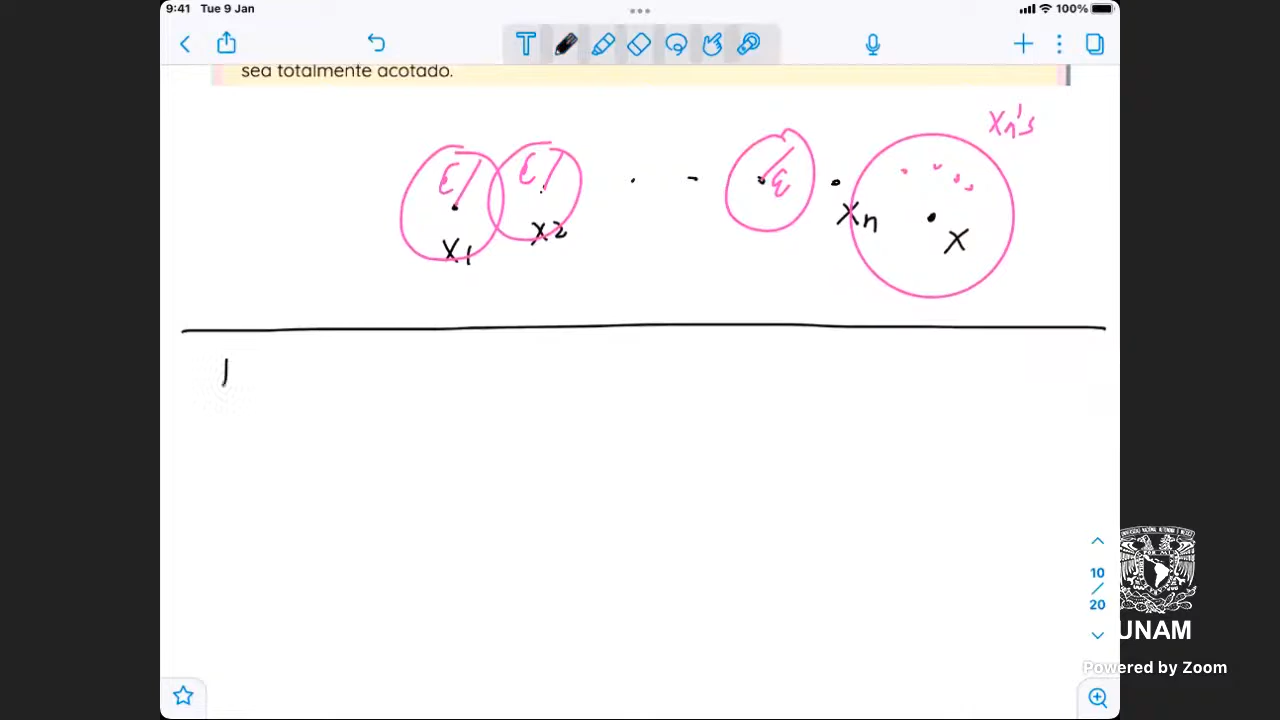 9:41 Tue 9 Jan 100%
T
sea totalmente acotado.
xn's
ε ε ε
x1 x2 xn x
10
/
20
UNAM
Powered by Zoom